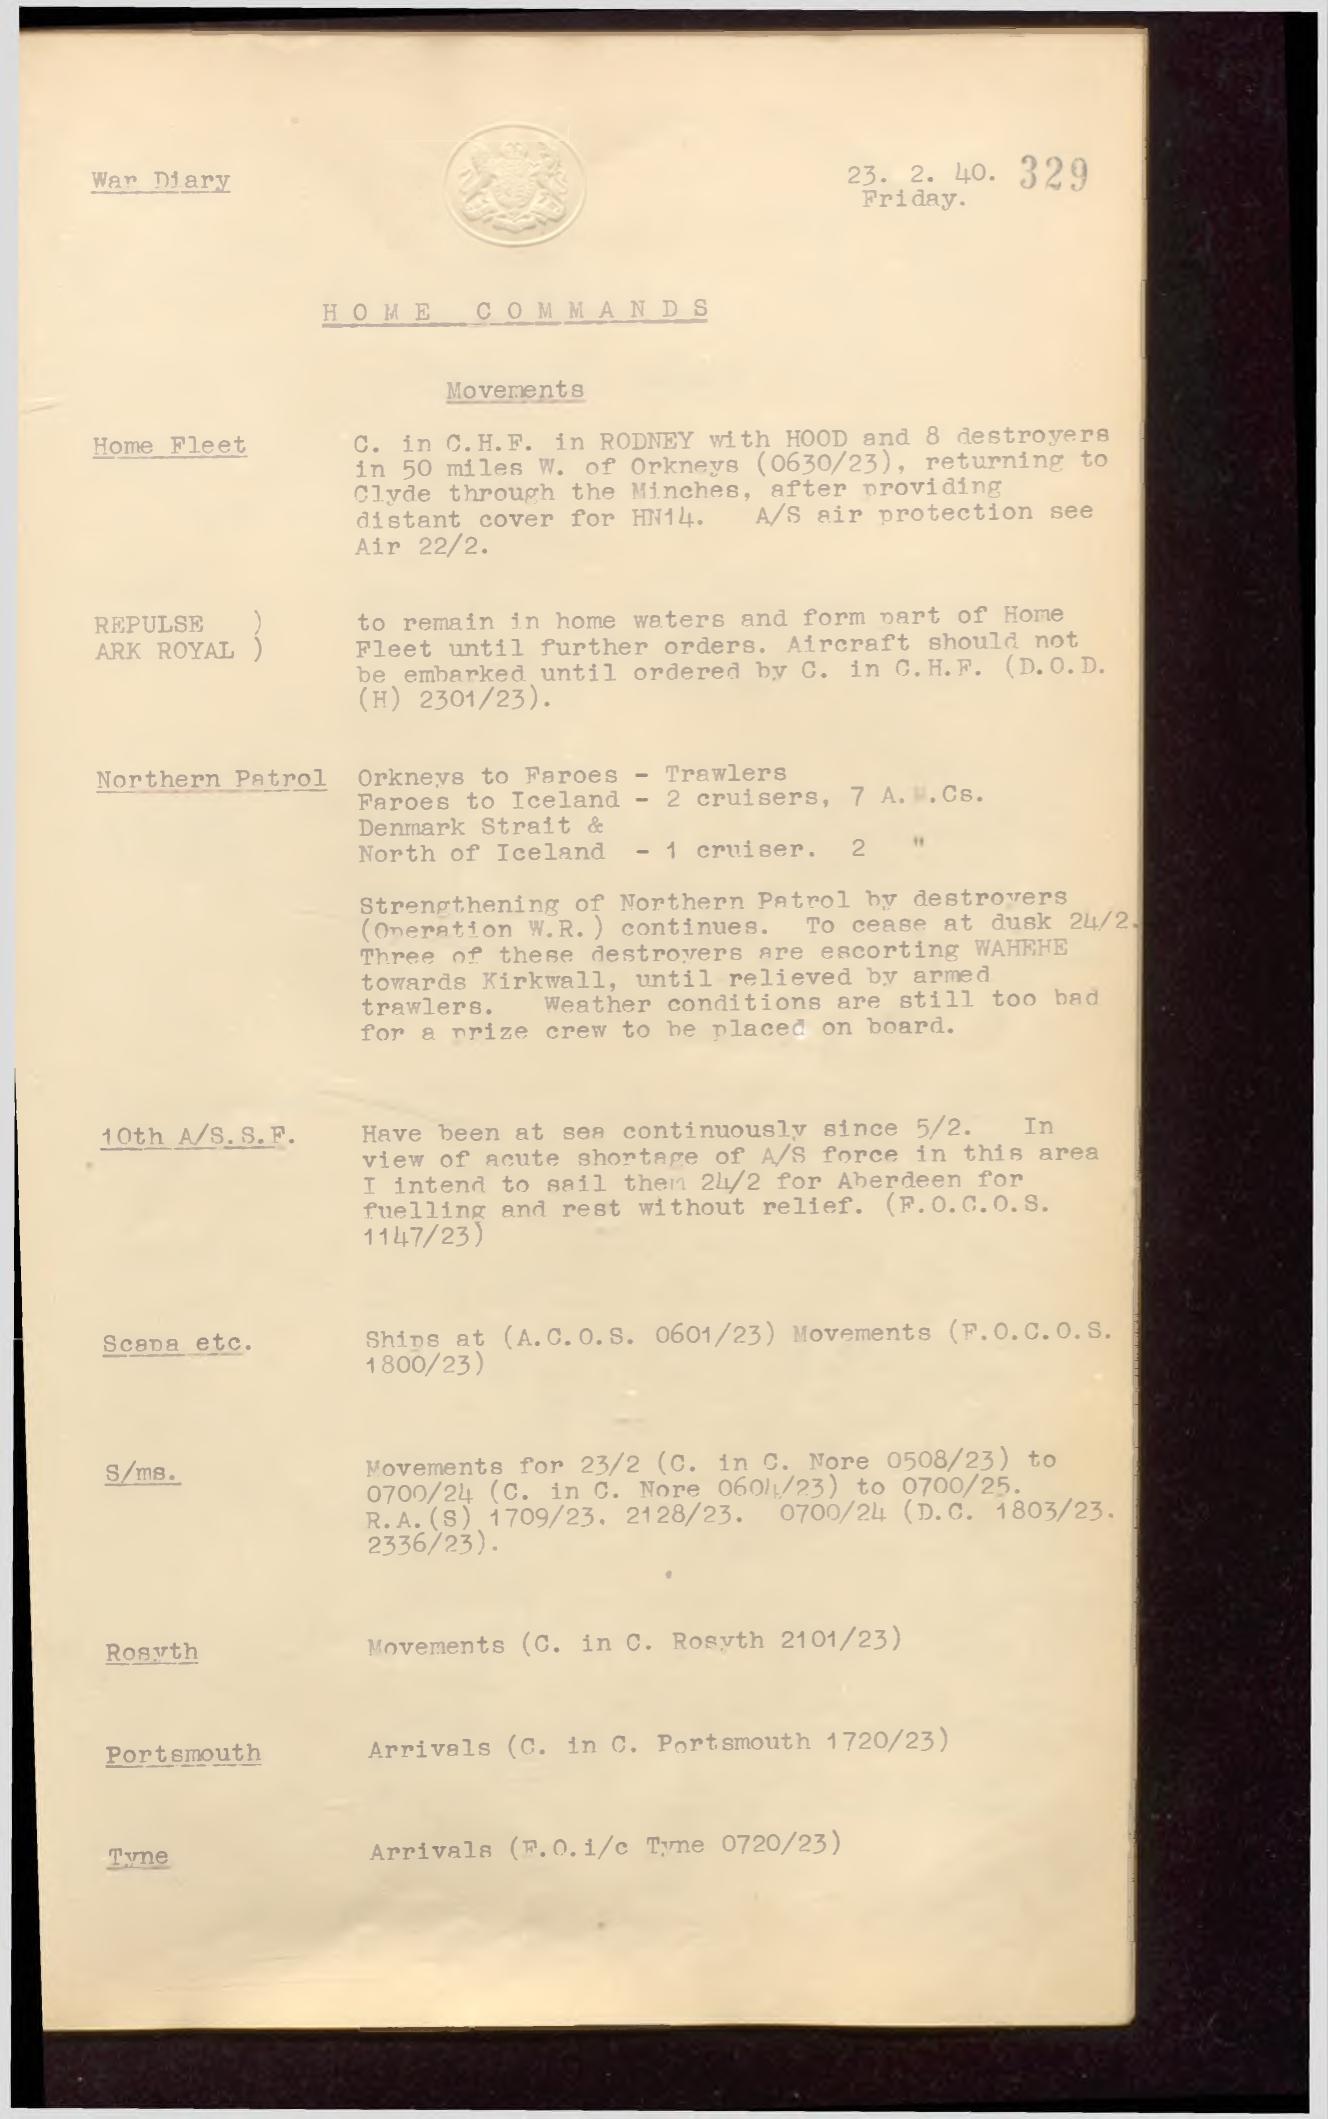 War Diary
23. 2. 40. 329
Friday.
HOME COMMANDS
Movements
Home Fleet C. in C.H.F. in RODNEY with HOOD and 8 destroyers
in 50 miles W. of Orkneys (0630/23), returning to
Clyde through the Minches, after providing
distant cover for HN14. A/S air protection see
Air 22/2.
REPULSE ) to remain in home waters and form part of Home
ARK ROYAL ) Fleet until further orders. Aircraft should not
be embarked until ordered by C. in C.H.F. (D.O.D.
(H) 2301/23).
Northern Patrol Orkneys to Faroes - Trawlers
Faroes to Iceland - 2 cruisers, 7 A. .Cs.
Denmark Strait &
North of Iceland - 1 cruiser. 2 "
Strengthening of Northern Patrol by destroyers
(Operation W.R.) continues. To cease at dusk 24/2.
Three of these destroyers are escorting WAHEHE
towards Kirkwall, until relieved by armed
trawlers. Weather conditions are still too bad
for a prize crew to be placed on board.
10th A/S.S.F. Have been at sea continuously since 5/2. In
view of acute shortage of A/S force in this area
I intend to sail them 24/2 for Aberdeen for
fuelling and rest without relief. (F.O.C.O.S.
1147/23)
Scapa etc. Ships at (A.C.O.S. 0601/23) Movements (F.O.C.O.S.
1800/23)
S/ms. Movements for 23/2 (C. in C. Nore 0508/23) to
0700/24 (C. in C. Nore 0604/23) to 0700/25.
R.A.(S) 1709/23. 2128/23. 0700/24 (D.C. 1803/23.
2336/23).
Rosyth Movements (C. in C. Rosyth 2101/23)
Portsmouth Arrivals (C. in C. Portsmouth 1720/23)
Tyne Arrivals (F.O.i/c Tyne 0720/23)